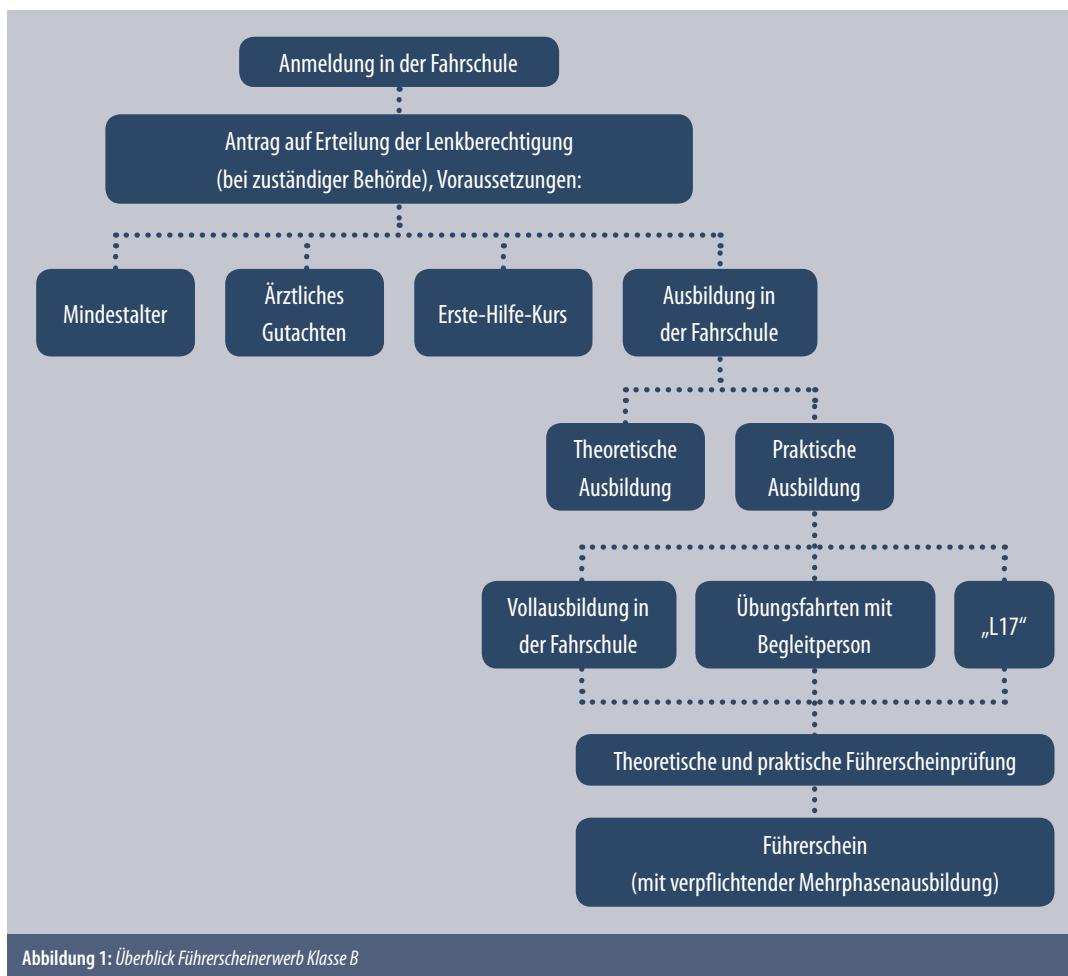 Anmeldung in der Fahrschule
Antrag auf Erteilung der Lenkberechtigung
(bei zuständiger Behörde), Voraussetzungen:
Mindestalter
Ärztliches
Gutachten
Erste-Hilfe-Kurs
Ausbildung in
der Fahrschule
Theoretische
Ausbildung
Praktische
Ausbildung
Vollausbildung in
der Fahrschule
Übungsfahrten mit
Begleitperson
„L17“
Theoretische und praktische Führerscheinprüfung
Führerschein
(mit verpflichtender Mehrphasenausbildung)
Abbildung 1: Überblick Führerscheinerwerb Klasse B